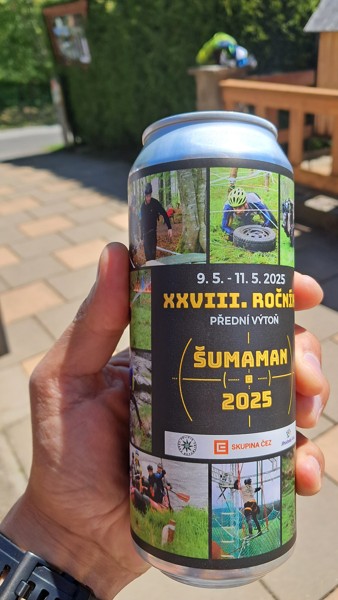 9. 5. - 11. 5. 2025
XXVIII. ROČNÍ
PŘEDNÍ VÝTOŇ
ŠUMAMAN
2025
SKUPINA ČEZ